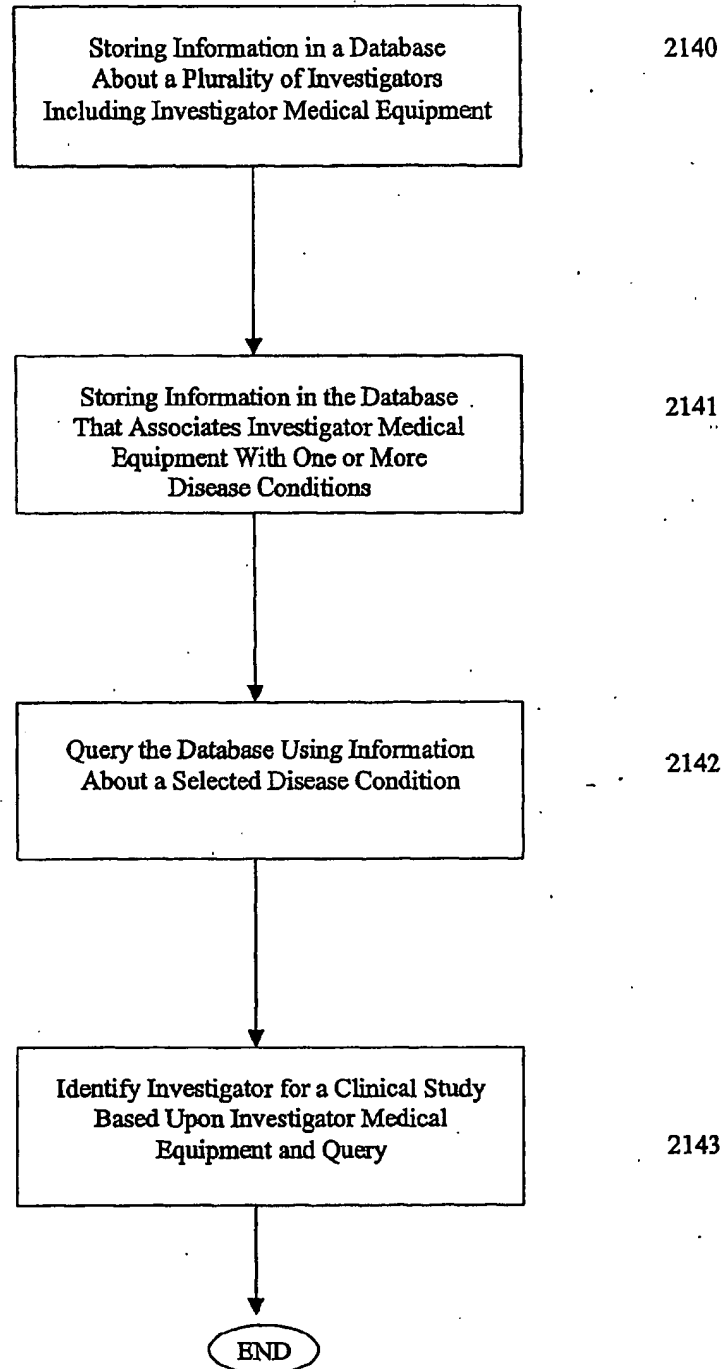 Storing Information in a Database
About a Plurality of Investigators
Including Investigator Medical Equipment
2140
Storing Information in the Database
That Associates Investigator Medical
Equipment With One or More
Disease Conditions
2141
Query the Database Using Information
About a Selected Disease Condition
2142
Identify Investigator for a Clinical Study
Based Upon Investigator Medical
Equipment and Query
2143
END